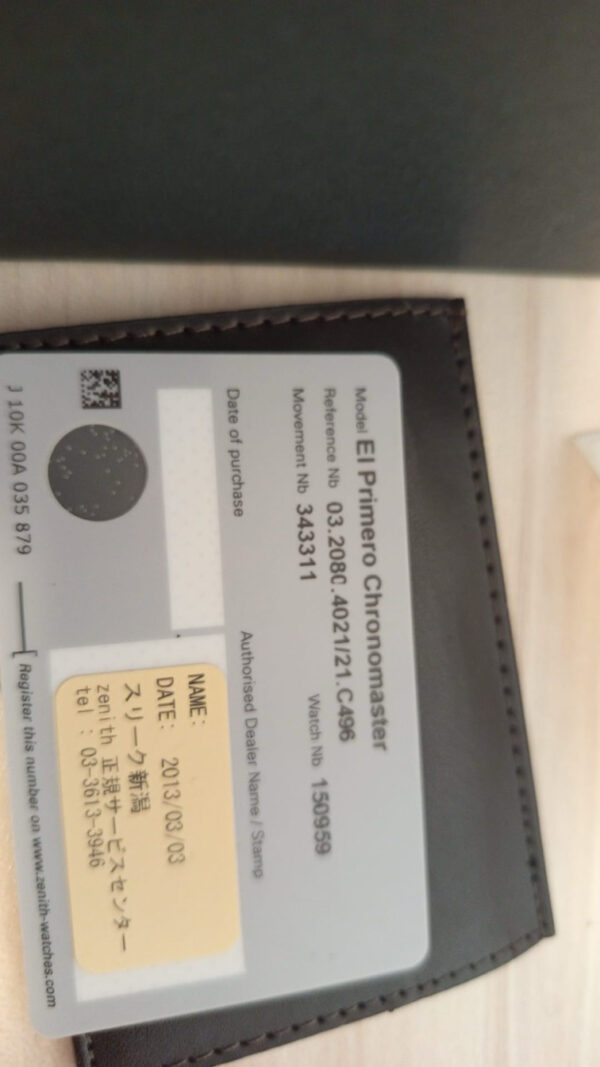 Model El Primero Chronomaster
Reference Nb 03.2080.4021/21.C496
Movement Nb 343311 Watch Nb 150959
Date of purchase
Authorised Dealer Name / Stamp
NAME:
DATE: 2013/03/03
スリーク新潟
zenith 正規サービスセンター
tel : 03-3613-3946
J 10K 00A 035 879
Register this number on www.zenith-watches.com